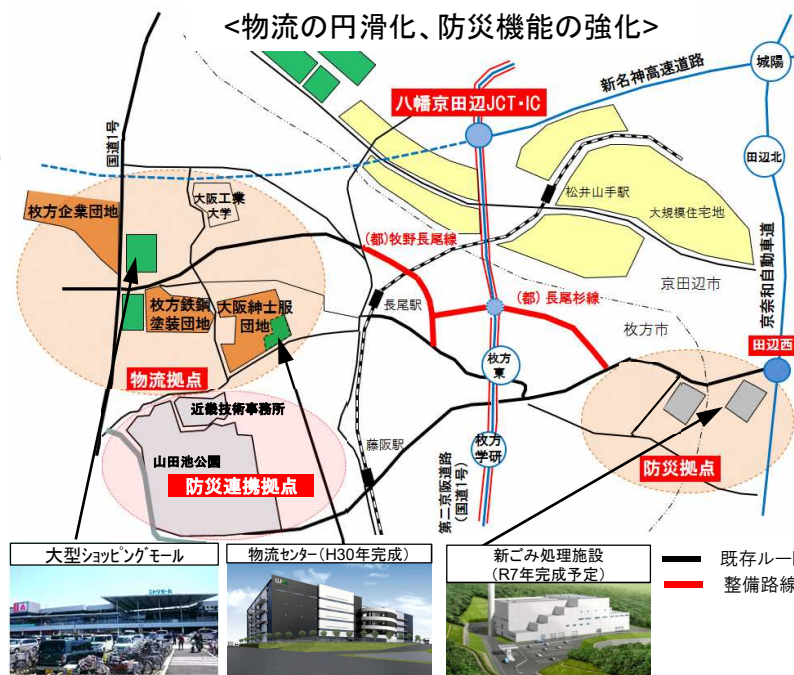 <物流の円滑化、防災機能の強化>
城陽
新名神高速道路
八幡京田辺JCT・IC
国道1号
田辺北
大阪工業
大学
松井山手駅
枚方企業団地
大規模住宅地
(都)牧野長尾線
京奈和自動車道
京田辺市
(都)長尾杉線
長尾駅
枚方鉄鋼
塗装団地
大阪紳士服
団地
枚方市
田辺西
枚方
東
物流拠点
近畿技術事務所
藤阪駅
山田池公園
枚方
学研
防災拠点
防災連携拠点
第二京阪道路
(国道1号)
大型ショッピングモール
物流センター(H30年完成)
新ごみ処理施設
(R7年完成予定)
既存ルー
整備路線
ニトリモール